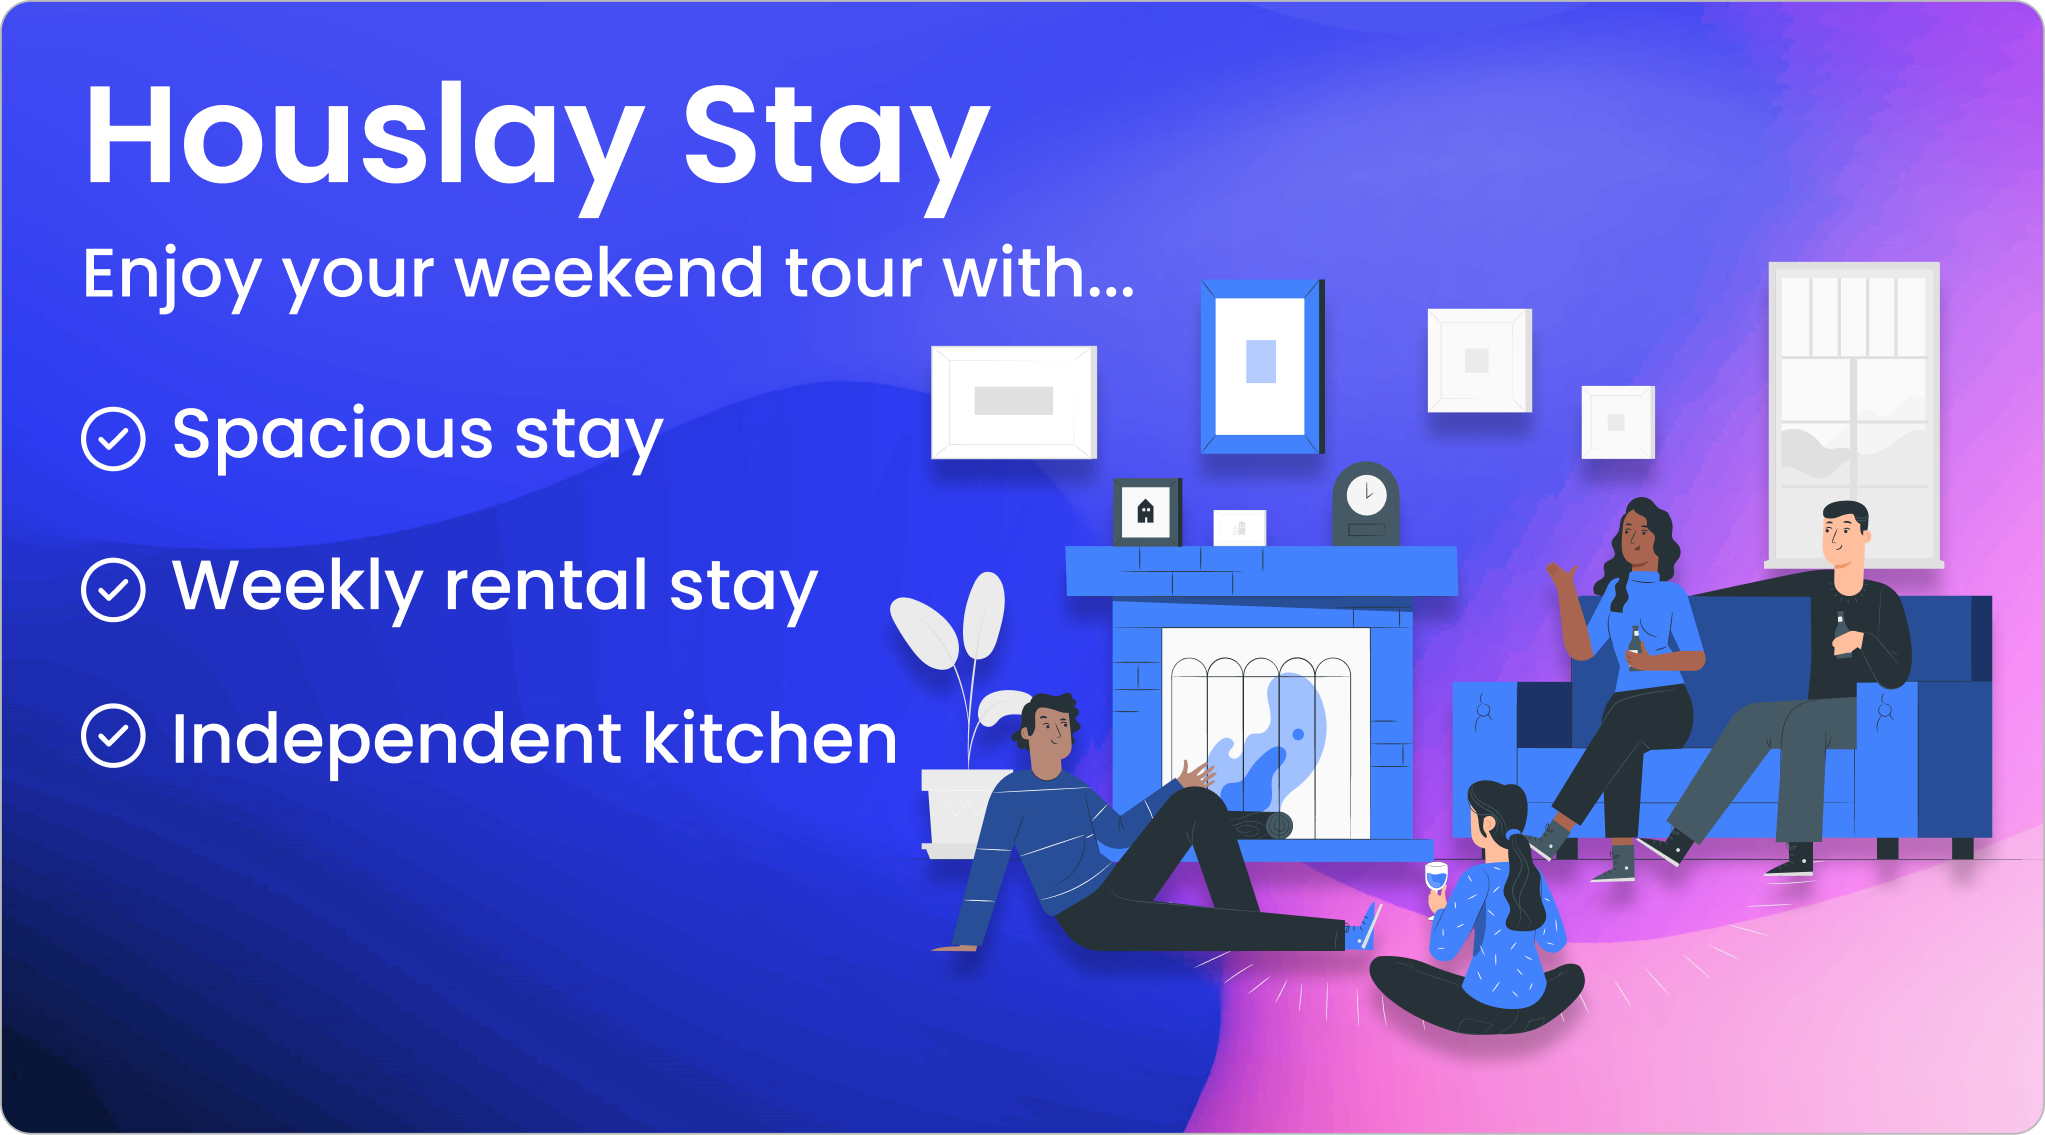 Houslay Stay
Enjoy your weekend tour with...
Spacious stay
Weekly rental stay
Independent kitchen